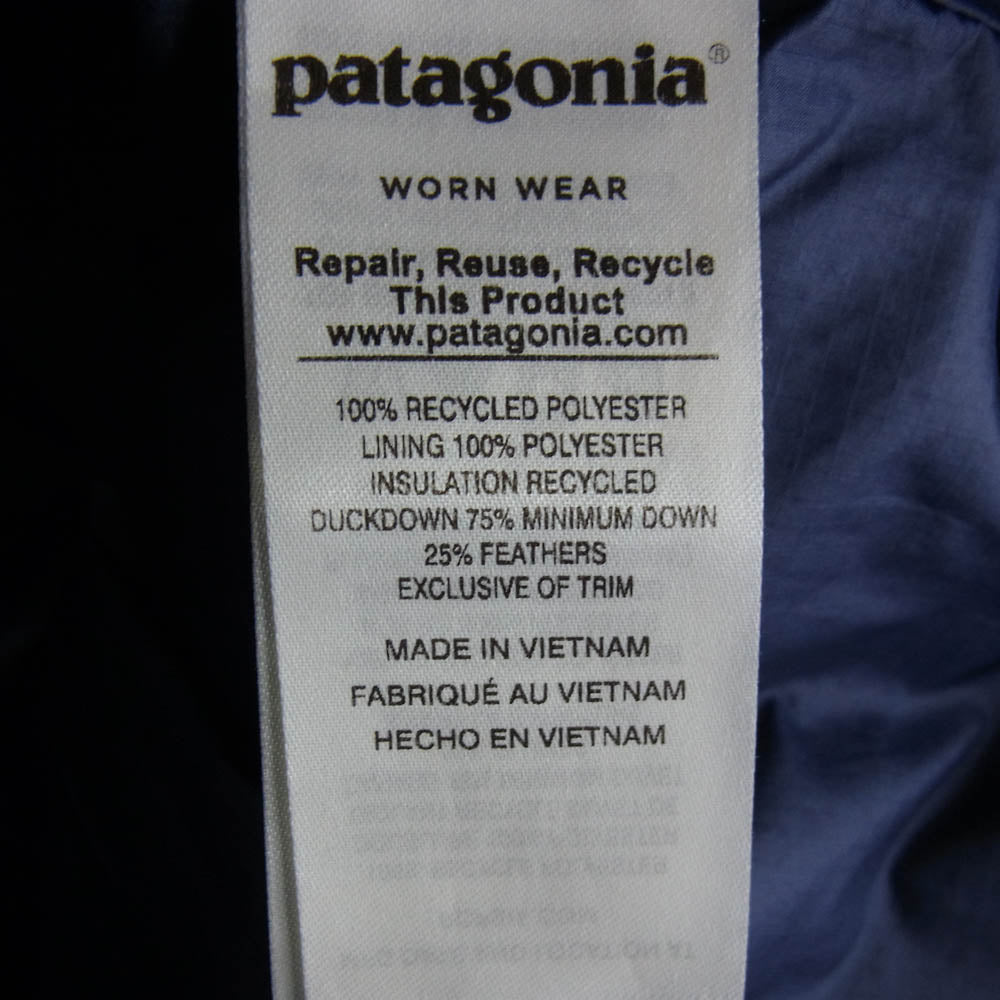 patagonia®
WORN WEAR
Repair, Reuse, Recycle
This Product
www.patagonia.com
100% RECYCLED POLYESTER
LINING 100% POLYESTER
INSULATION RECYCLED
DUCKDOWN 75% MINIMUM DOWN
25% FEATHERS
EXCLUSIVE OF TRIM
MADE IN VIETNAM
FABRIQUÉ AU VIETNAM
HECHO EN VIETNAM